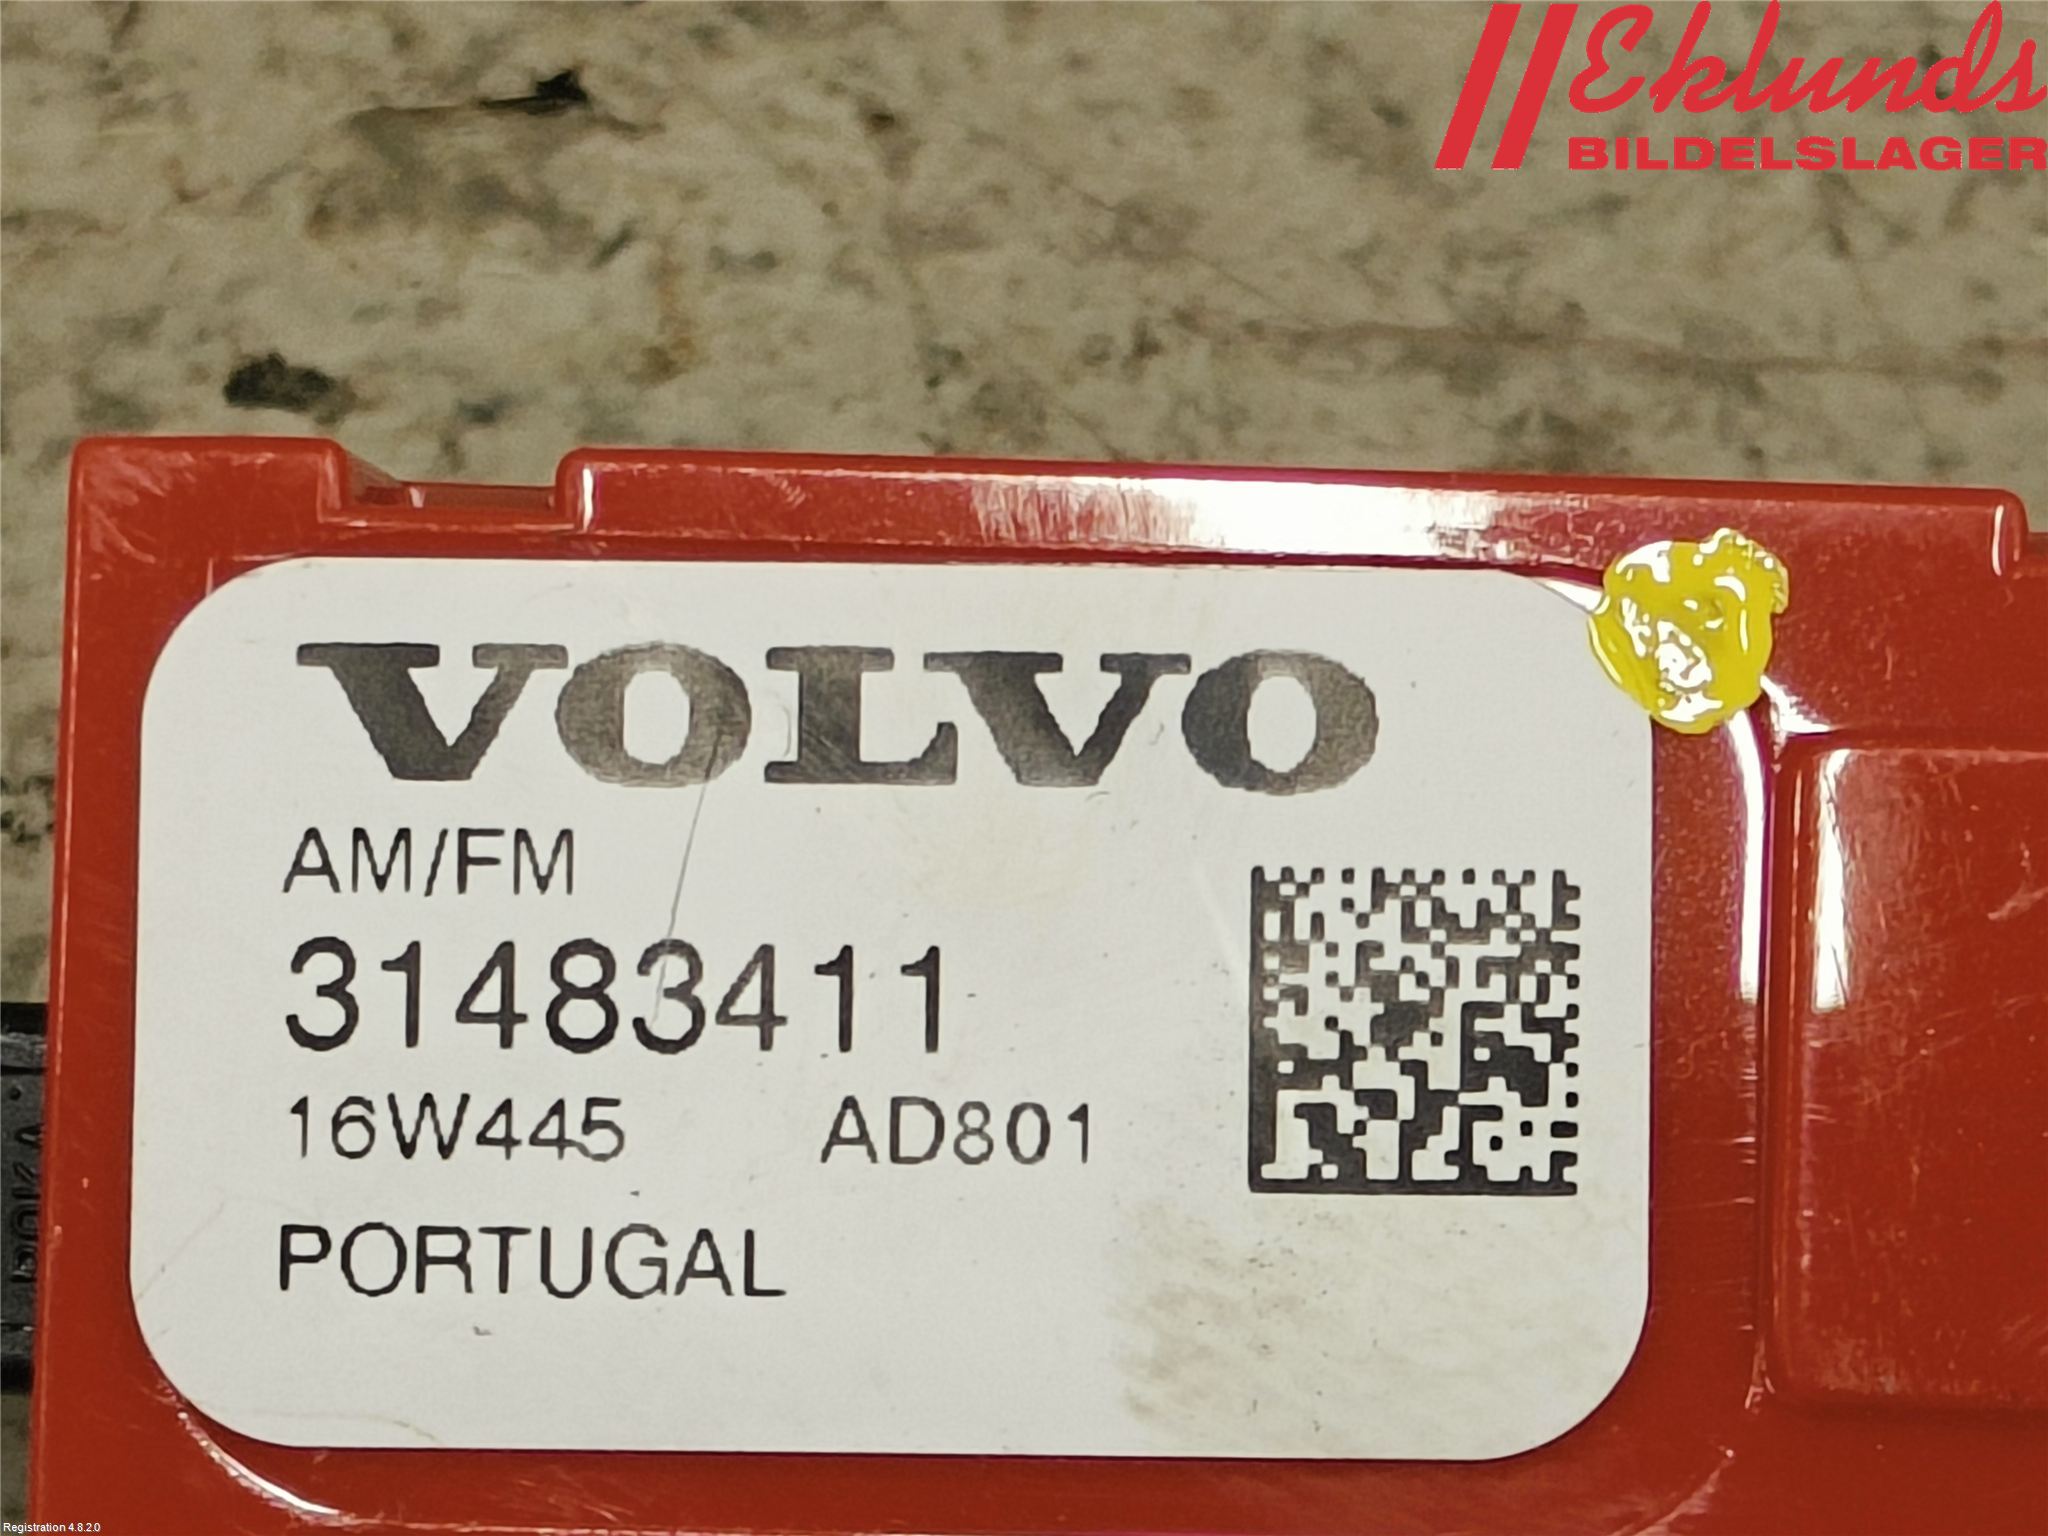 Eklunds
BILDELSLAGER
VOLVO
AM/FM
31483411
16W445 AD801
PORTUGAL
Registration 4.8.2.0